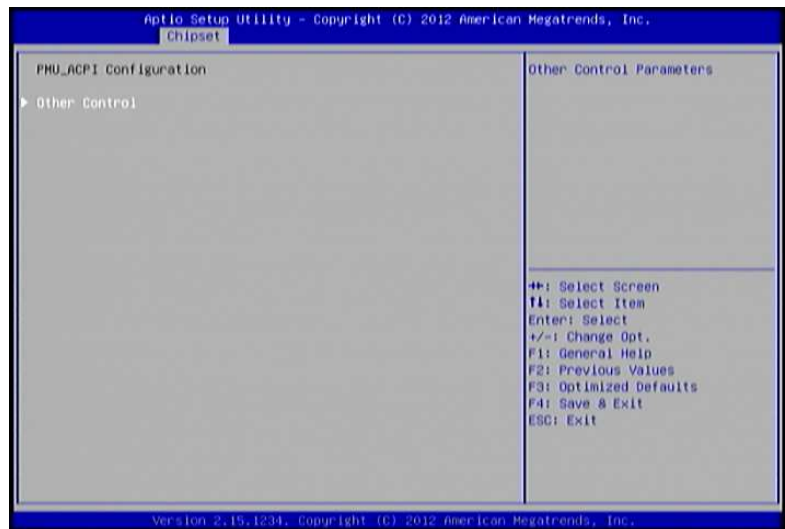 Aptio Setup Utility - Copyright (C) 2012 American Megatrends, Inc.
Chipset
PMU_ACPI Configuration
Other Control
Other Control Parameters
→←: Select Screen
↑↓: Select Item
Enter: Select
+/-: Change Opt.
F1: General Help
F2: Previous Values
F3: Optimized Defaults
F4: Save & Exit
ESC: Exit
Version 2.15.1234. Copyright (C) 2012 American Megatrends, Inc.